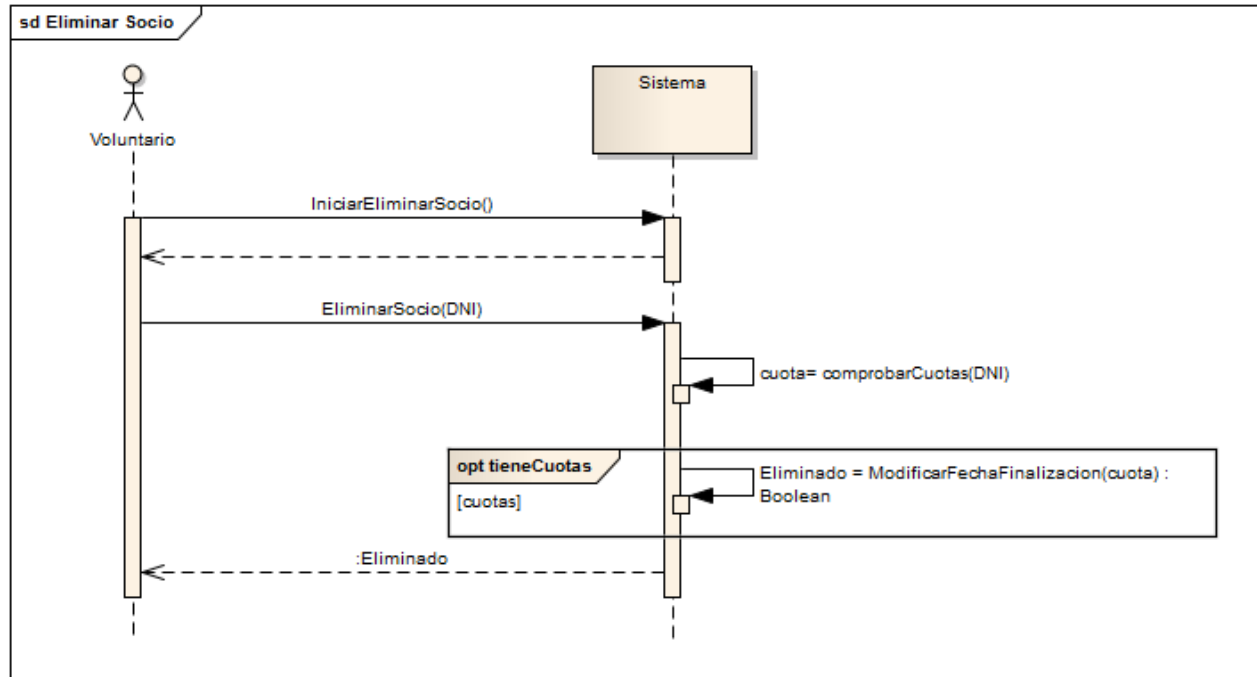 sd Eliminar Socio
Voluntario
Sistema
IniciarEliminarSocio()
EliminarSocio(DNI)
cuota= comprobarCuotas(DNI)
opt tieneCuotas
[cuotas]
Eliminado = ModificarFechaFinalizacion(cuota) :
Boolean
:Eliminado